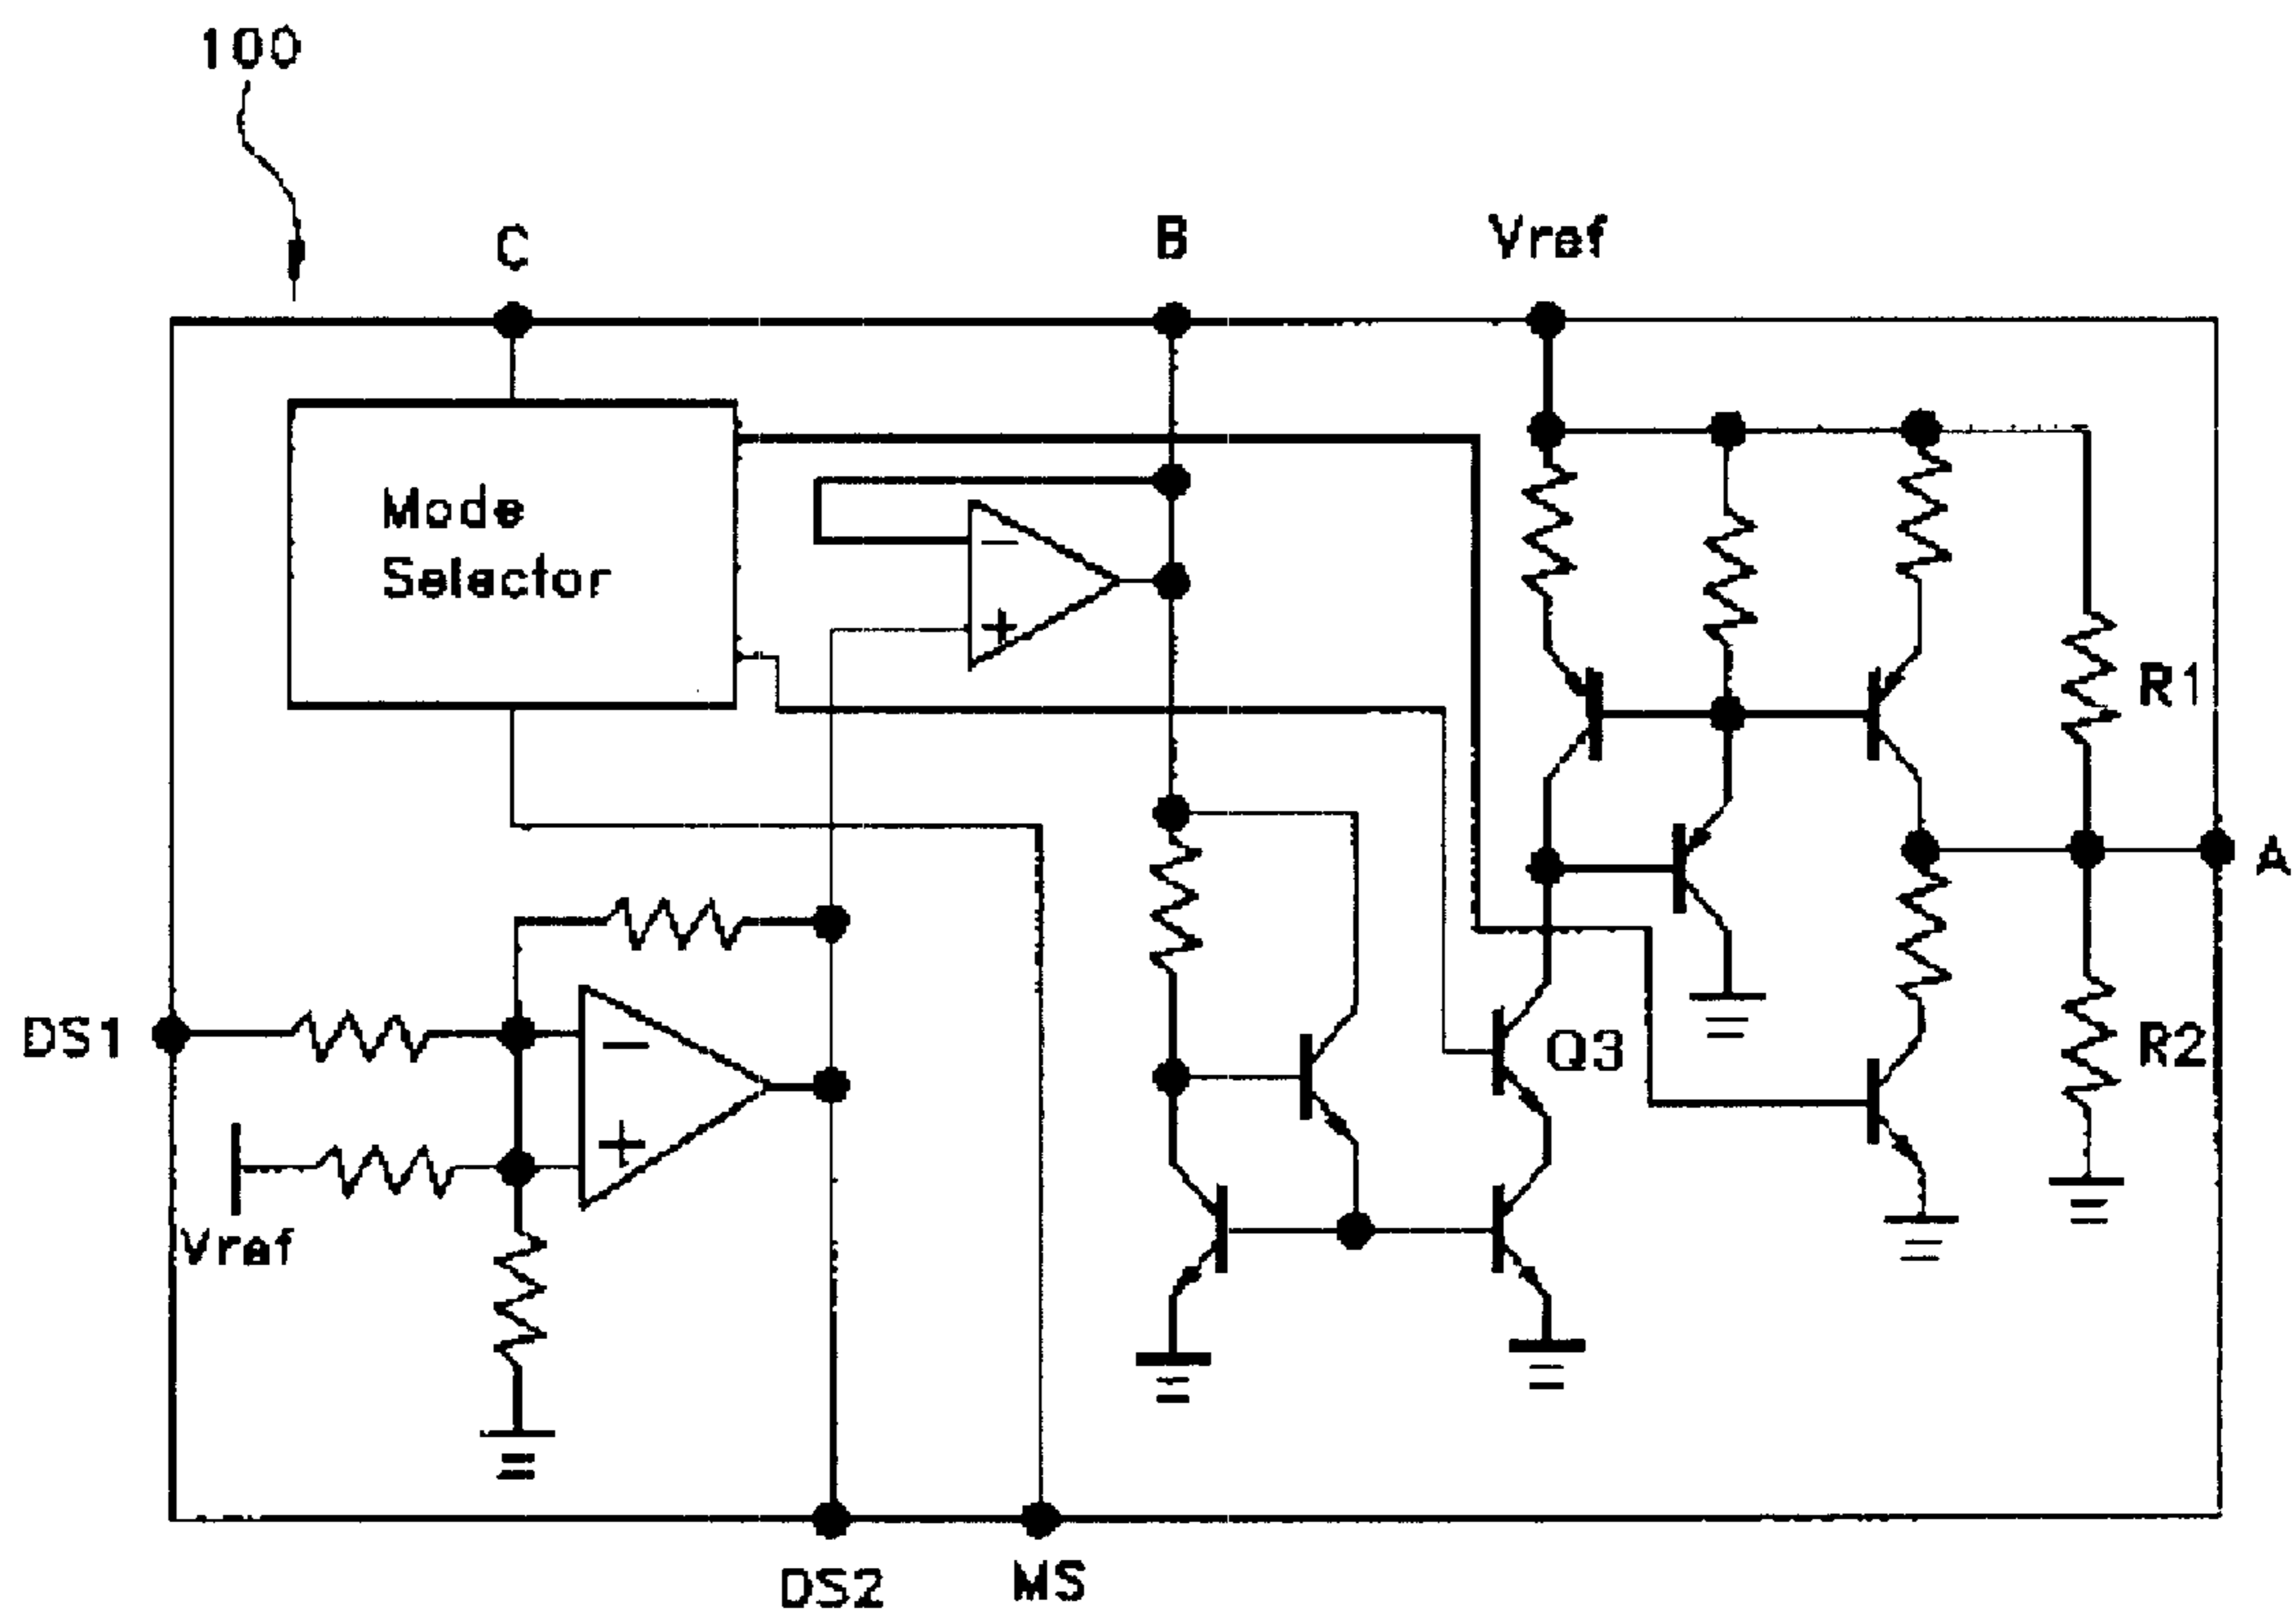 100
C
B
Vref
Mode
Selector
R1
A
DS1
Q3
R2
Vref
DS2
MS